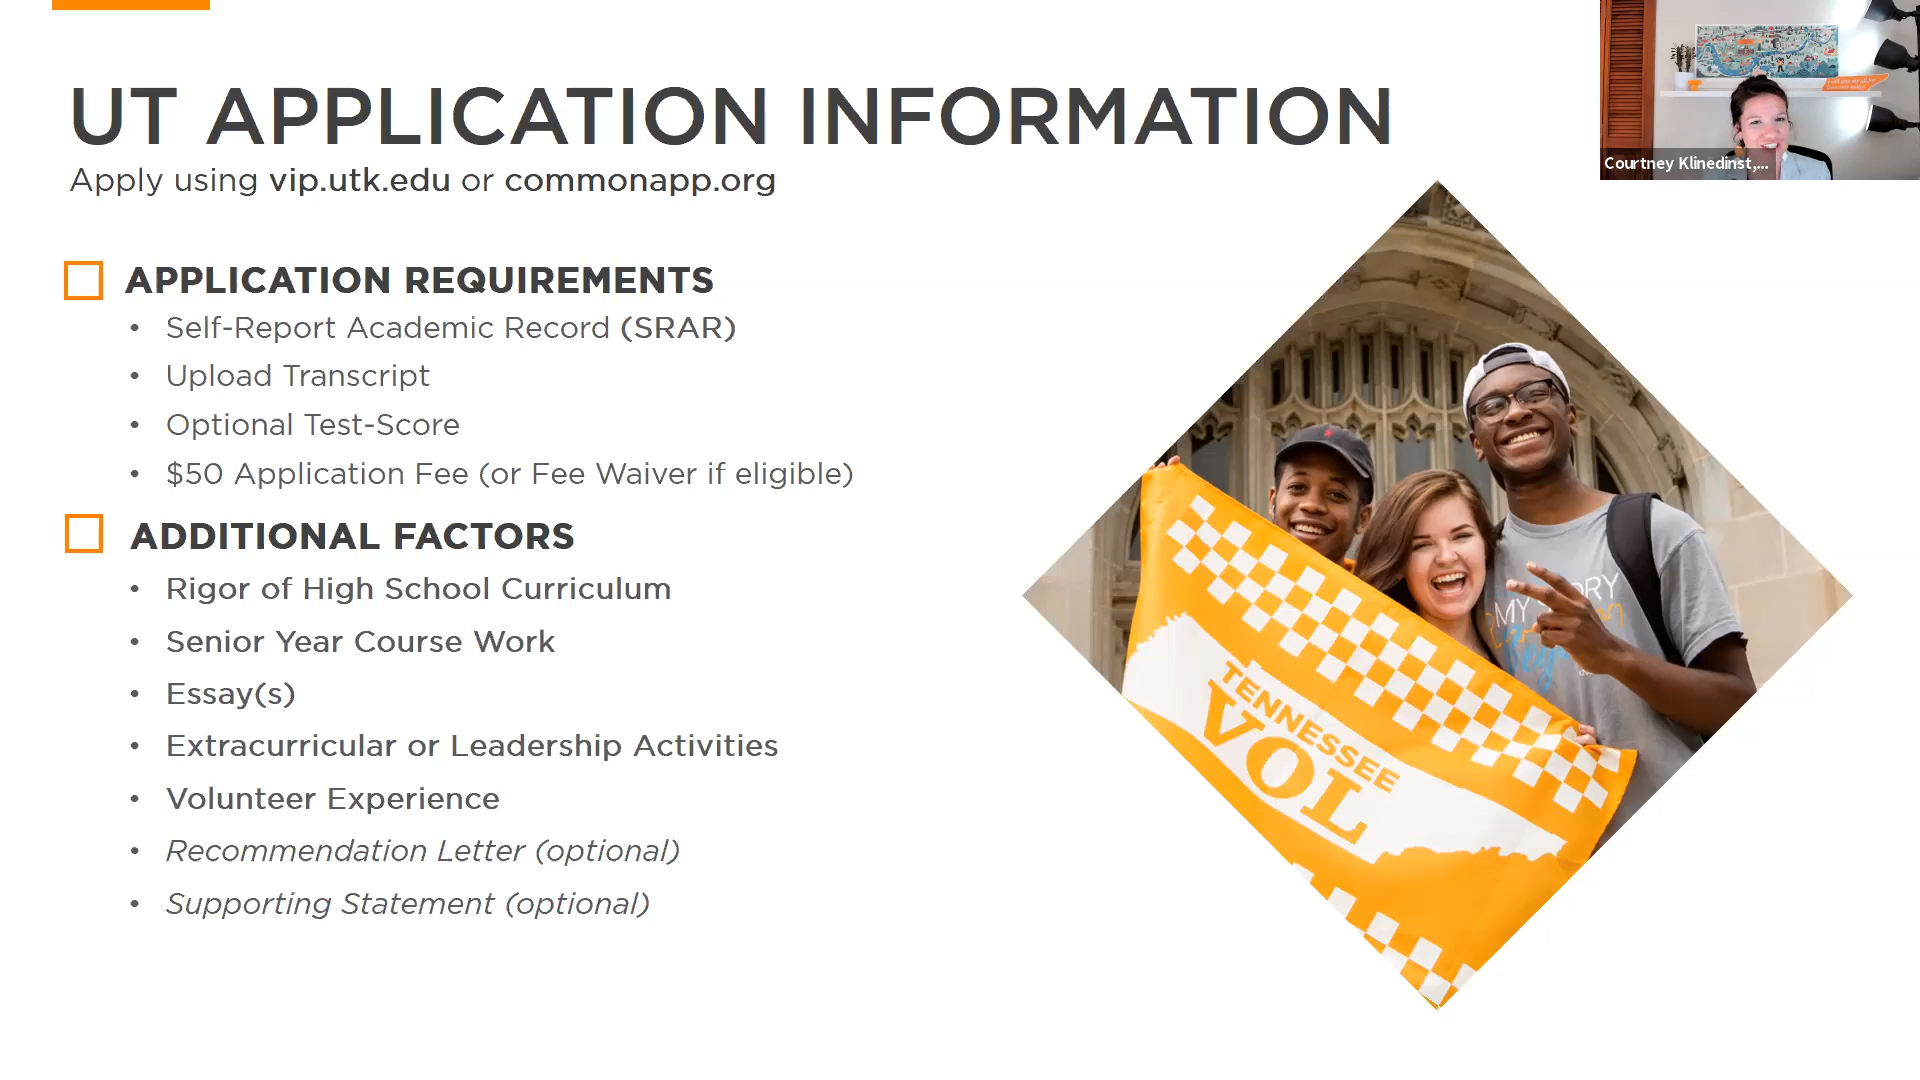 UT APPLICATION INFORMATION
Apply using vip.utk.edu or commonapp.org
APPLICATION REQUIREMENTS
• Self-Report Academic Record (SRAR)
• Upload Transcript
• Optional Test-Score
• $50 Application Fee (or Fee Waiver if eligible)
ADDITIONAL FACTORS
• Rigor of High School Curriculum
• Senior Year Course Work
• Essay(s)
• Extracurricular or Leadership Activities
• Volunteer Experience
• Recommendation Letter (optional)
• Supporting Statement (optional)
Courtney Klinedinst,...
MY
TENNESSEE
VOL